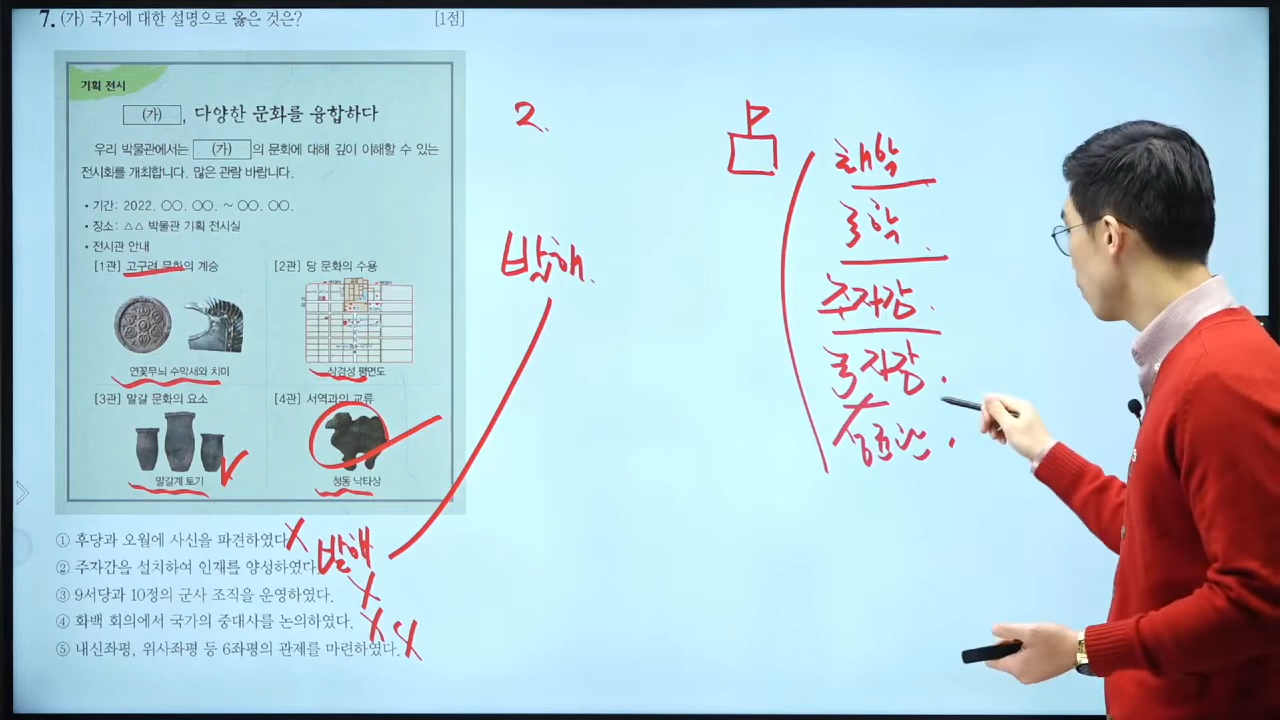 7. (가) 국가에 대한 설명으로 옳은 것은? [1점]
기획 전시
(가), 다양한 문화를 융합하다
우리 박물관에서는 (가)의 문화에 대해 깊이 이해할 수 있는
전시회를 개최합니다. 많은 관람 바랍니다.
• 기간: 2022. ○○. ○○. ~ ○○. ○○.
• 장소: △△ 박물관 기획 전시실
• 전시관 안내
[1관] 고구려 문화의 계승
[2관] 당 문화의 수용
연꽃무늬 수막새와 치미
상경성 평면도
[3관] 말갈 문화의 요소
[4관] 서역과의 교류
말갈계 토기
청동 낙타상
① 후당과 오월에 사신을 파견하였다.
② 주자감을 설치하여 인재를 양성하였다.
③ 9서당과 10정의 군사 조직을 운영하였다.
④ 화백 회의에서 국가의 중대사를 논의하였다.
⑤ 내신좌평, 위사좌평 등 6좌평의 관제를 마련하였다.
발해
2.
발해.
태학
국학.
주자감.
국자감.
성균관.